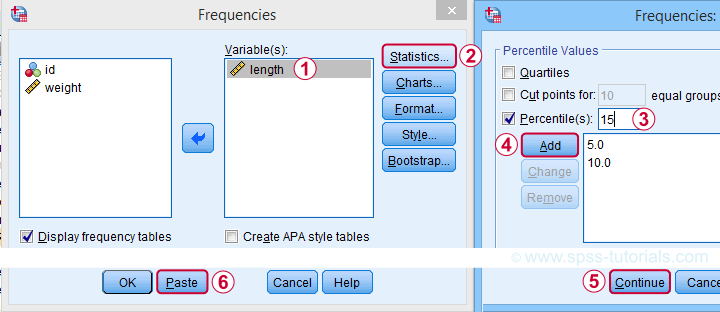 Frequencies
Variable(s):
id
weight
length
1
Statistics...
2
Charts...
Format...
Style...
Bootstrap...
Display frequency tables
Create APA style tables
OK
Paste
6
Cancel
Help
Frequencies:
Percentile Values
Quartiles
Cut points for: 10 equal groups
Percentile(s): 15
3
4
Add
5.0
Change
10.0
Remove
© www.spss-tutorials.com
5
Continue
Cance